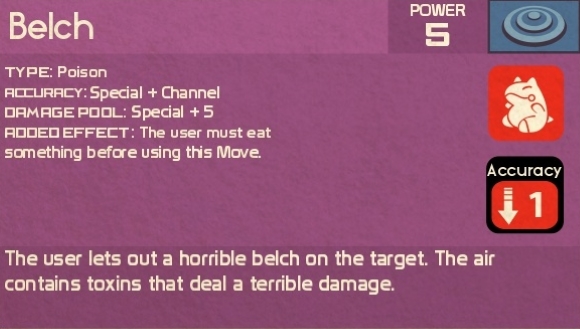 Belch
POWER
5
TYPE: Poison
ACCURACY: Special + Channel
DAMAGE POOL: Special + 5
ADDED EFFECT: The user must eat
something before using this Move.
Accuracy
1
The user lets out a horrible belch on the target. The air
contains toxins that deal a terrible damage.